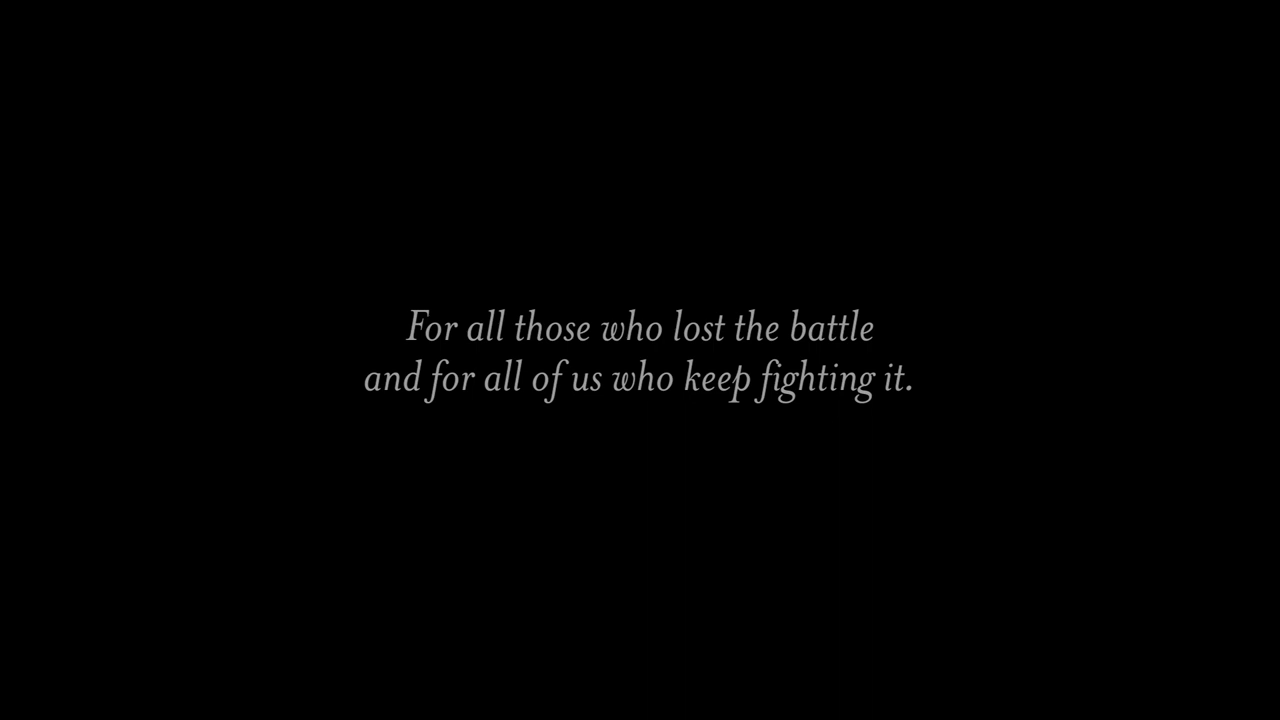 For all those who lost the battle
and for all of us who keep fighting it.